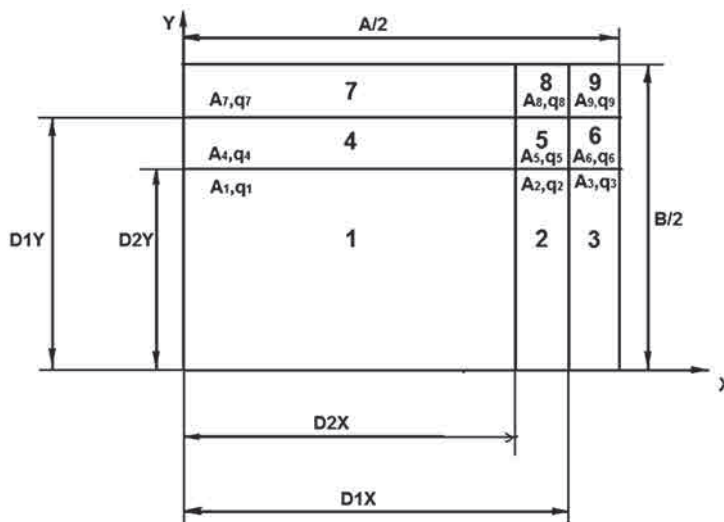 Y
A/2
7
8
9
A7,q7
A8,q8
A9,q9
4
5
6
A4,q4
A5,q5
A6,q6
A1,q1
A2,q2
A3,q3
D1Y
D2Y
1
2
3
B/2
X
D2X
D1X